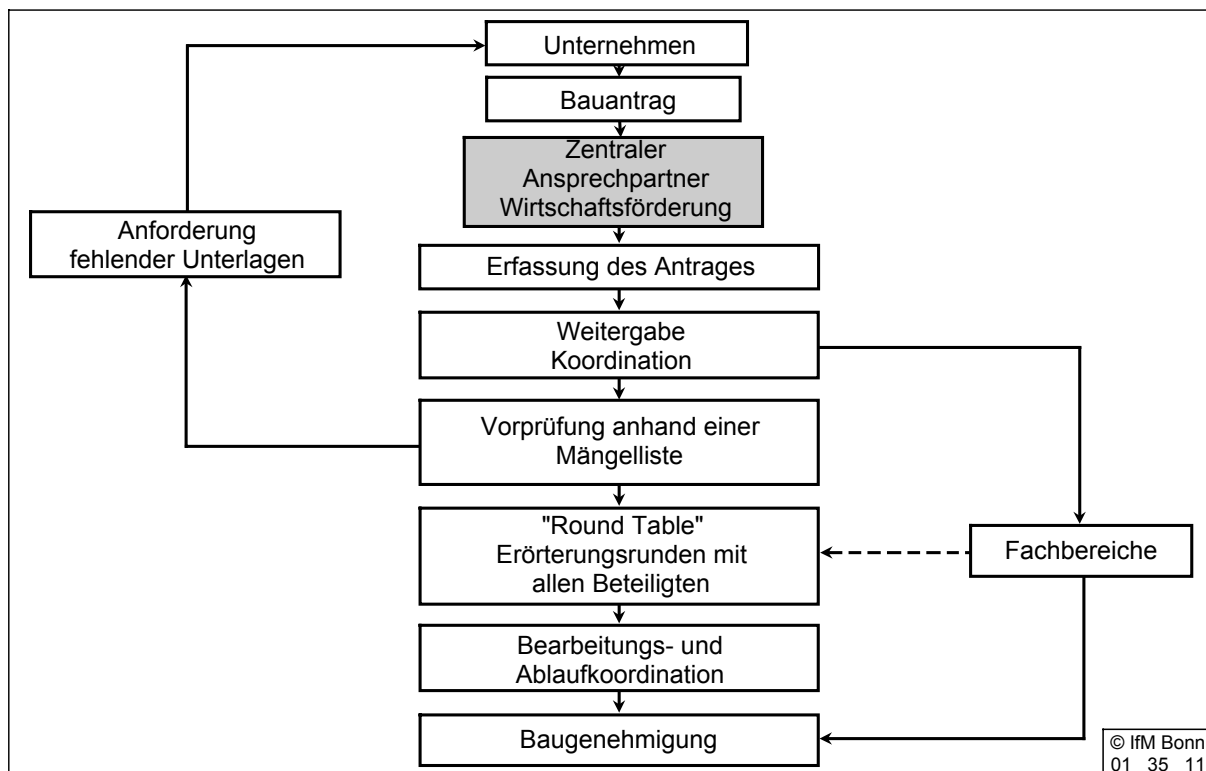 Unternehmen
Bauantrag
Zentraler
Ansprechpartner
Wirtschaftsförderung
Anforderung
fehlender Unterlagen
Erfassung des Antrages
Weitergabe
Koordination
Vorprüfung anhand einer
Mängelliste
"Round Table"
Erörterungsrunden mit
allen Beteiligten
Fachbereiche
Bearbeitungs- und
Ablaufkoordination
Baugenehmigung
© IfM Bonn
01 35 11